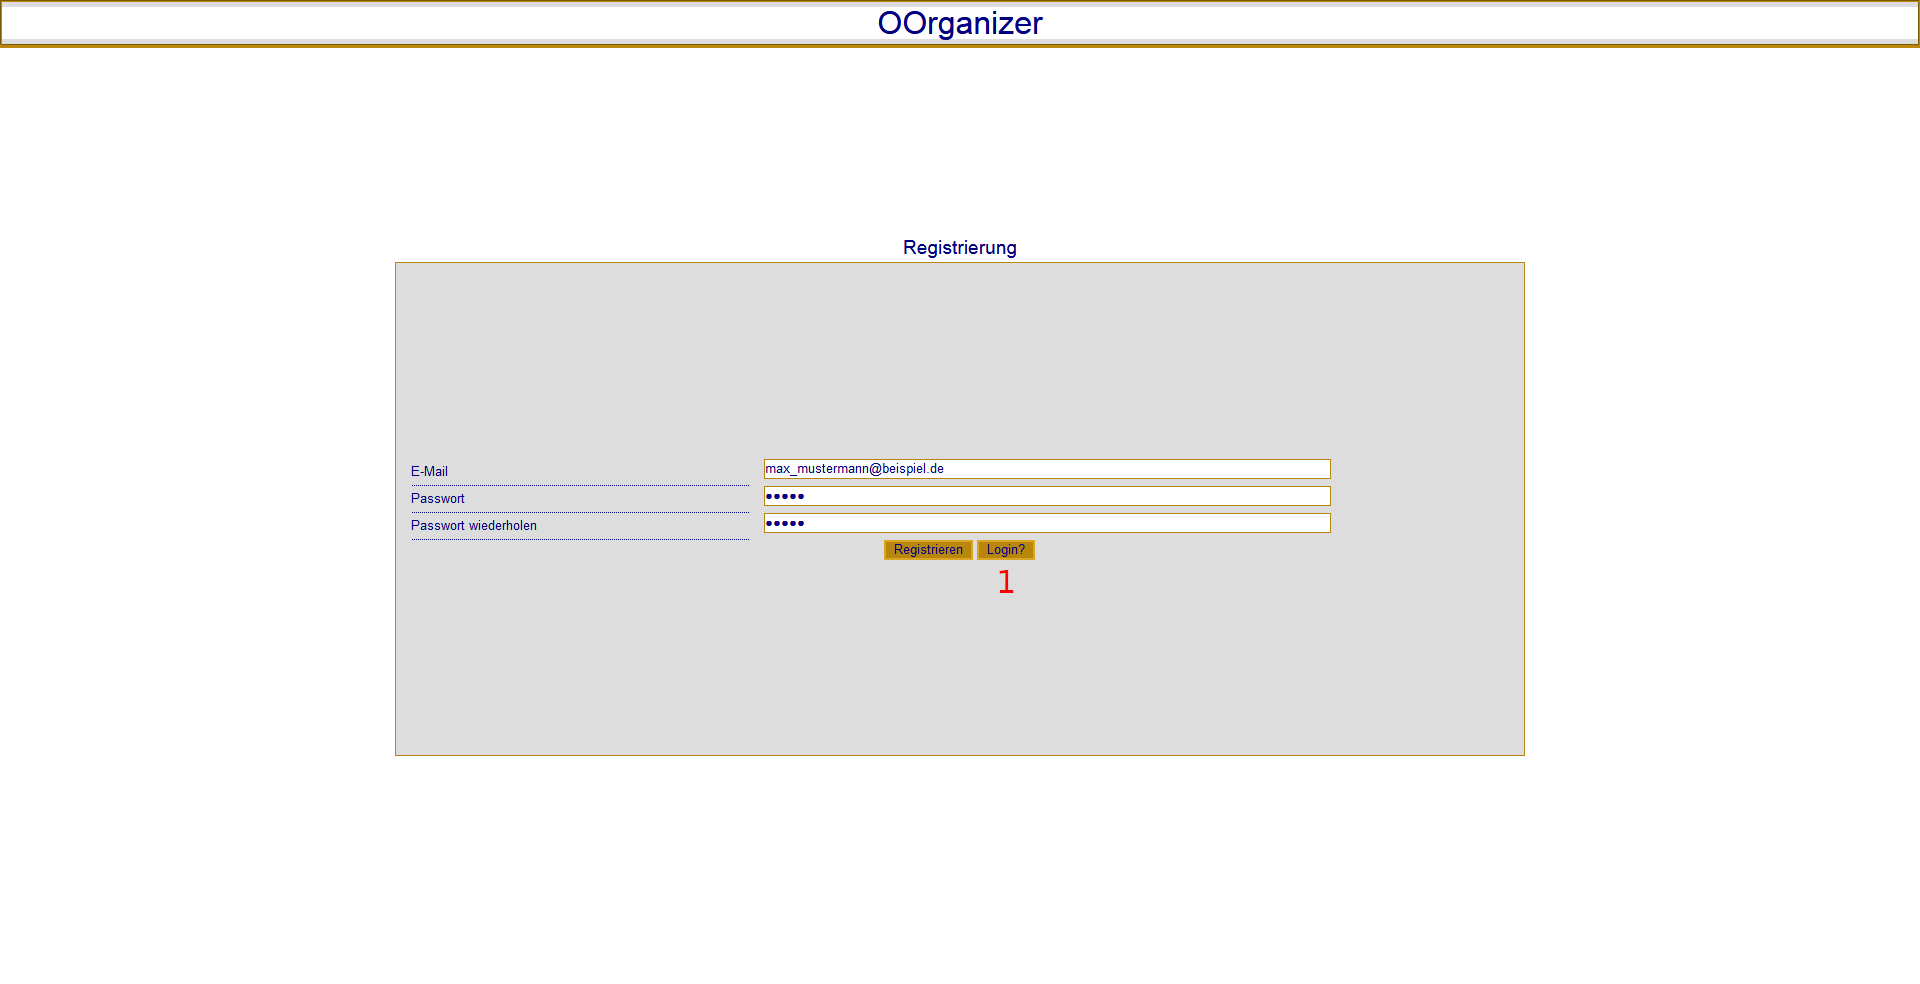 OOrganizer
Registrierung
E-Mail max_mustermann@beispiel.de
Passwort •••••
Passwort wiederholen •••••
Registrieren Login?
1